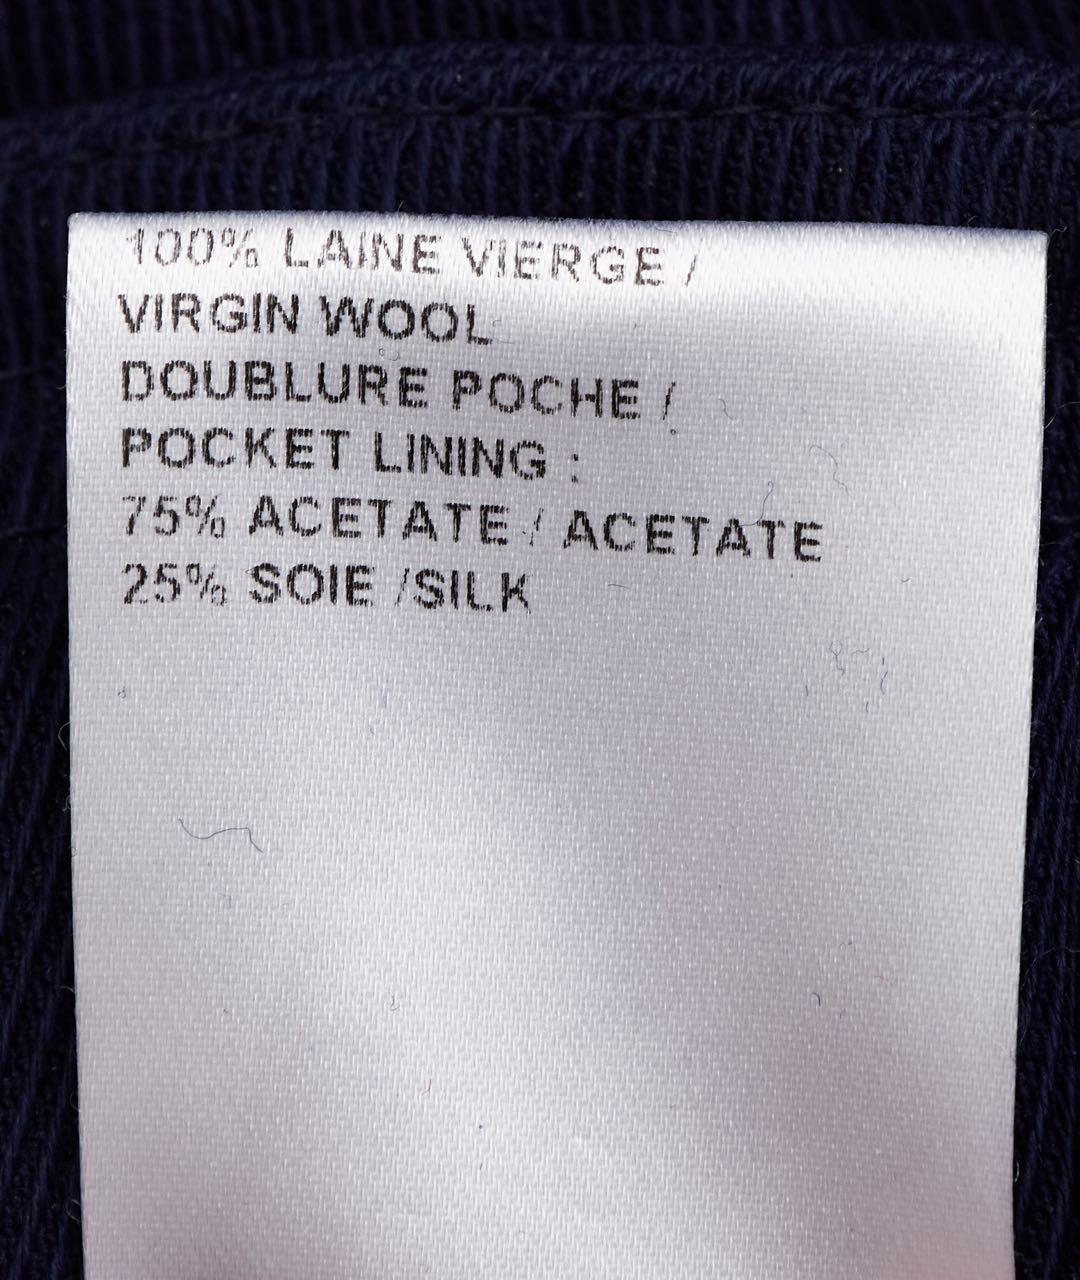 100% LAINE VIERGE /
VIRGIN WOOL
DOUBLURE POCHE /
POCKET LINING :
75% ACETATE / ACETATE
25% SOIE /SILK